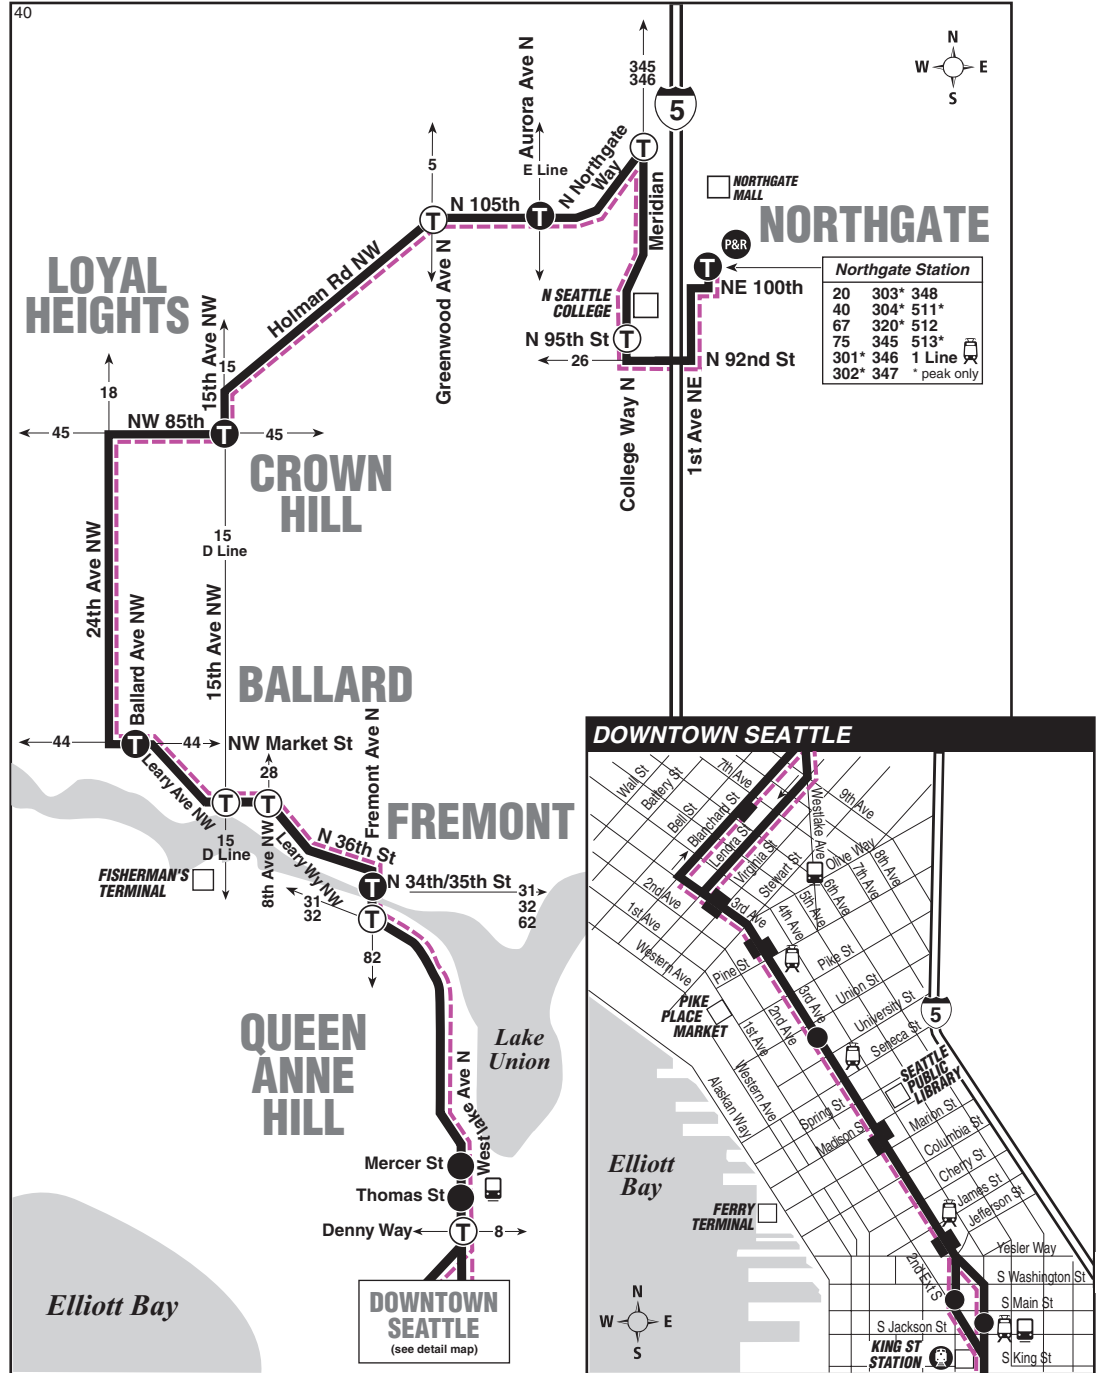 40
N
W E
S
345
346
5
Aurora Ave N
E Line
N Northgate
Way
5
N 105th
Meridian
NORTHGATE
MALL
NORTHGATE
P&R
T
Northgate Station
20 303* 348
40 304* 511*
67 320* 512
75 345 513*
301* 346 1 Line
302* 347 * peak only
NE 100th
LOYAL
HEIGHTS
Holman Rd NW
Greenwood Ave N
N SEATTLE
COLLEGE
N 95th St
26
N 92nd St
College Way N
1st Ave NE
15th Ave NW
15
18
NW 85th
45
45
CROWN
HILL
15
D Line
24th Ave NW
15th Ave NW
Ballard Ave NW
BALLARD
44
44
NW Market St
28
Leary Ave NW
Fremont Ave N
FREMONT
N 36th St
15
D Line
8th Ave NW
Leary Wy NW
N 34th/35th St
31
32
62
FISHERMAN'S
TERMINAL
31
32
82
QUEEN
ANNE
HILL
Lake
Union
Westlake Ave N
Mercer St
Thomas St
Denny Way
8
Elliott Bay
DOWNTOWN
SEATTLE
(see detail map)
DOWNTOWN SEATTLE
Wall St
Battery St
7th Ave
Bell St
Blanchard St
Lenora St
Virginia St
Stewart St
Westlake Ave
9th Ave
Olive Way
8th Ave
7th Ave
6th Ave
5th Ave
4th Ave
3rd Ave
2nd Ave
1st Ave
Western Ave
Pine St
Pike St
Union St
University St
Seneca St
3rd Ave
2nd Ave
1st Ave
Western Ave
Alaskan Way
PIKE
PLACE
MARKET
5
SEATTLE
PUBLIC
LIBRARY
Spring St
Madison St
Marion St
Columbia St
Cherry St
James St
Jefferson St
Elliott
Bay
FERRY
TERMINAL
Yesler Way
2nd Ext S
S Washington St
S Main St
S Jackson St
S King St
KING ST
STATION
N
W E
S